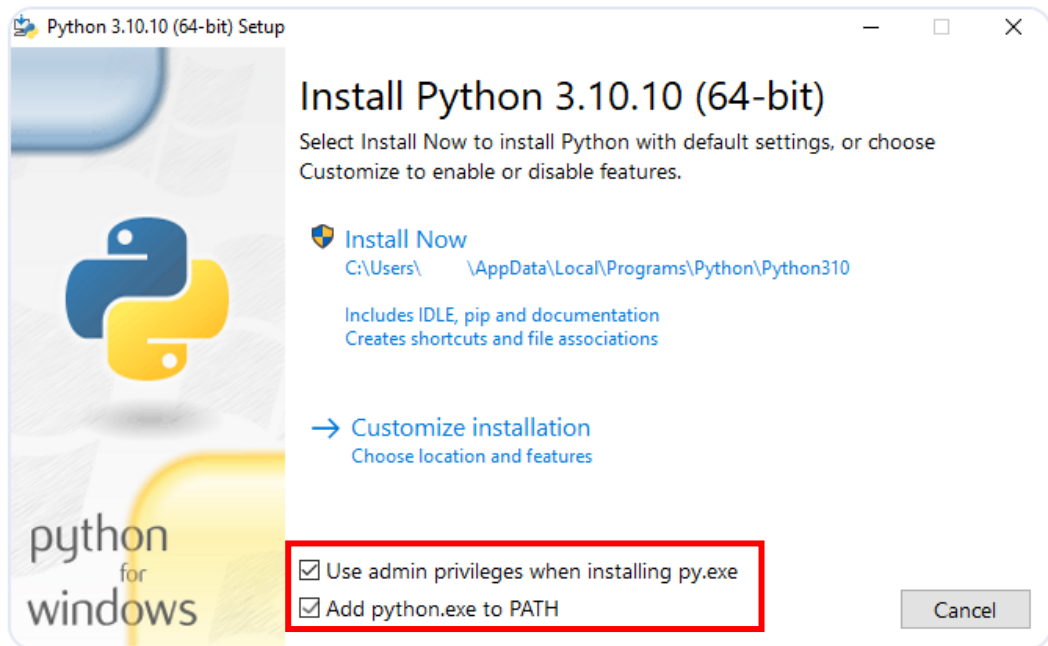 Python 3.10.10 (64-bit) Setup
Install Python 3.10.10 (64-bit)
Select Install Now to install Python with default settings, or choose
Customize to enable or disable features.
Install Now
C:\Users\ \AppData\Local\Programs\Python\Python310
Includes IDLE, pip and documentation
Creates shortcuts and file associations
Customize installation
Choose location and features
python
for
windows
Use admin privileges when installing py.exe
Add python.exe to PATH
Cancel